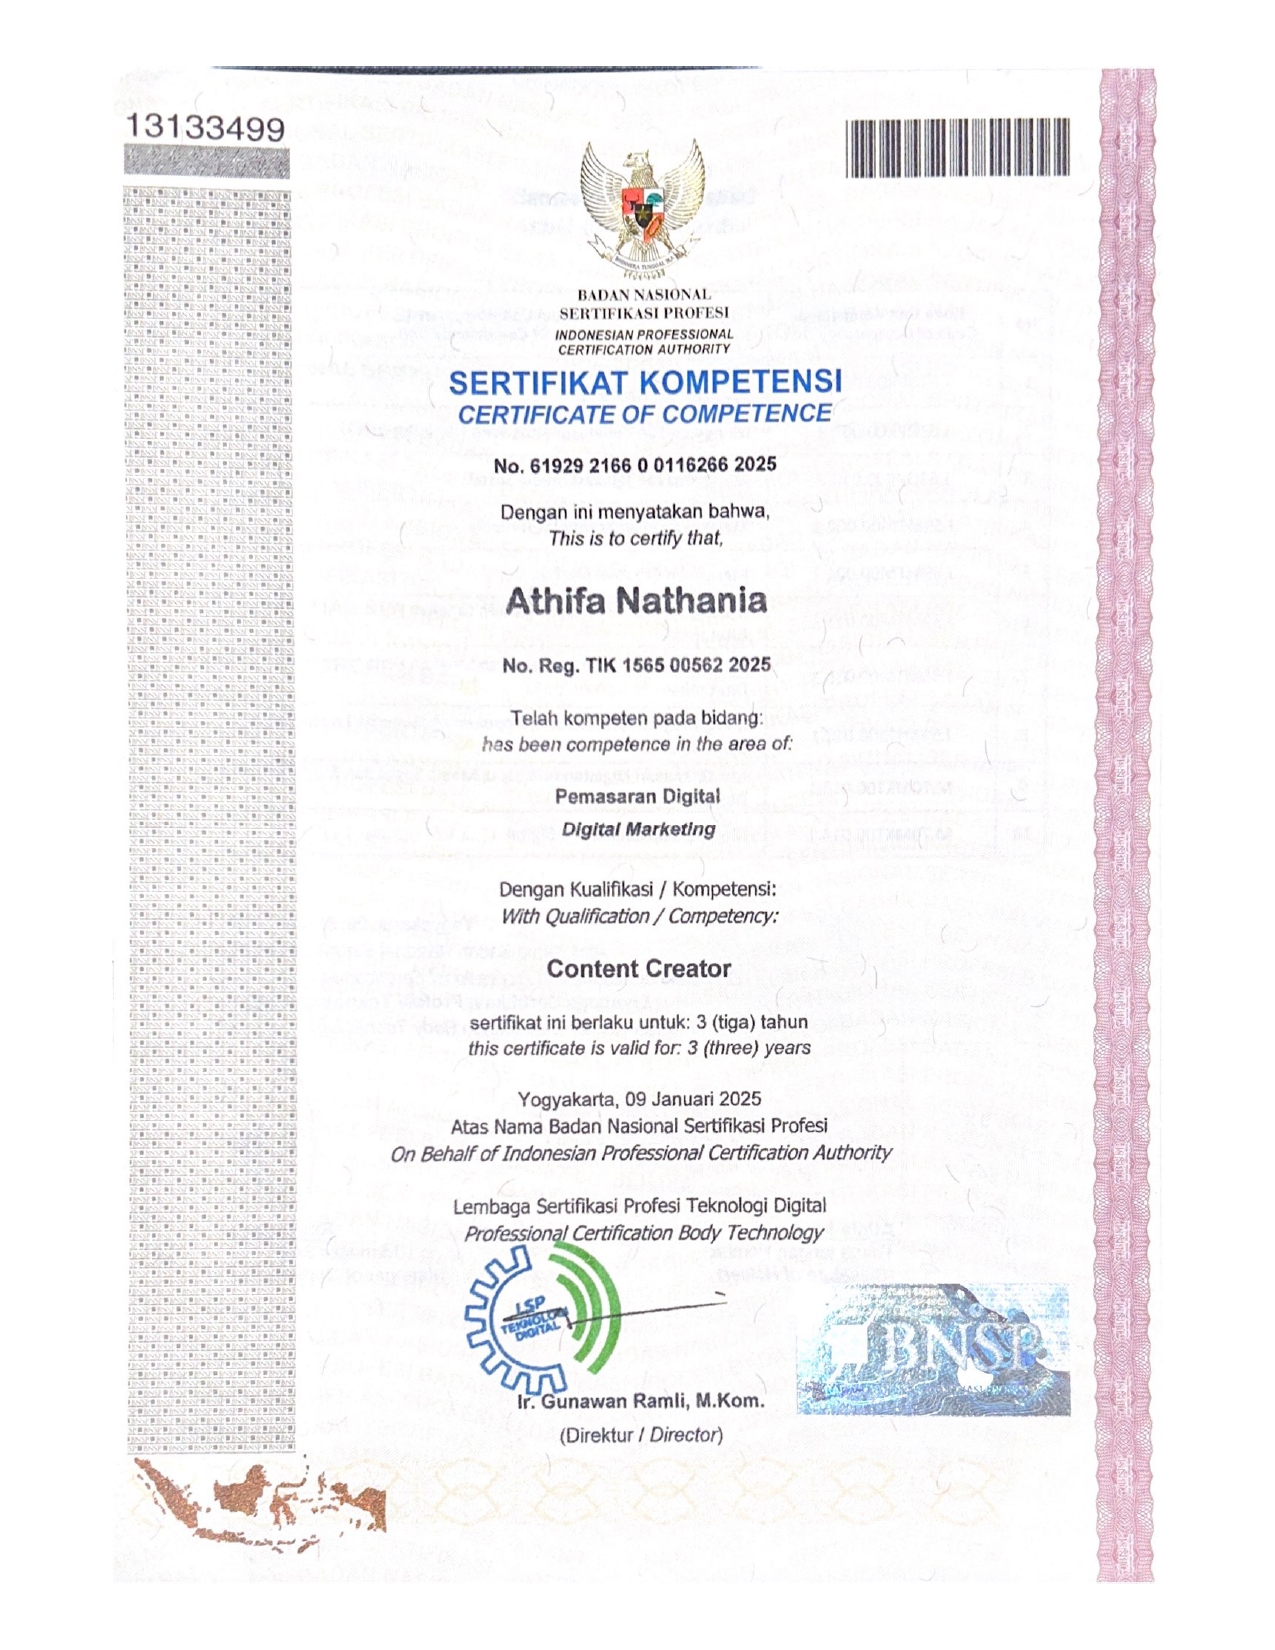 13133499
BADAN NASIONAL
SERTIFIKASI PROFESI
INDONESIAN PROFESSIONAL
CERTIFICATION AUTHORITY
SERTIFIKAT KOMPETENSI
CERTIFICATE OF COMPETENCE
No. 61929 2166 0 0116266 2025
Dengan ini menyatakan bahwa,
This is to certify that,
Athifa Nathania
No. Reg. TIK 1565 00562 2025
Telah kompeten pada bidang:
has been competence in the area of:
Pemasaran Digital
Digital Marketing
Dengan Kualifikasi / Kompetensi:
With Qualification / Competency:
Content Creator
sertifikat ini berlaku untuk: 3 (tiga) tahun
this certificate is valid for: 3 (three) years
Yogyakarta, 09 Januari 2025
Atas Nama Badan Nasional Sertifikasi Profesi
On Behalf of Indonesian Professional Certification Authority
Lembaga Sertifikasi Profesi Teknologi Digital
Professional Certification Body Technology
LSP
TEKNOLOGI
DIGITAL
BNSP
Ir. Gunawan Ramli, M.Kom.
(Direktur / Director)